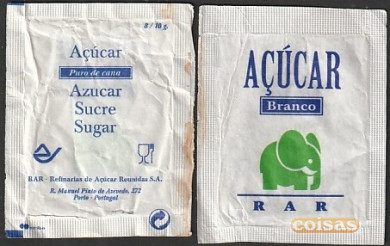 8 / 10 g.
Açúcar
Puro de cana
Azucar
Sucre
Sugar
RAR - Refinarias de Açúcar Reunidas S.A.
R. Manuel Pinto de Azevedo, 272
Porto - Portugal
AÇÚCAR
Branco
RAR
coisas